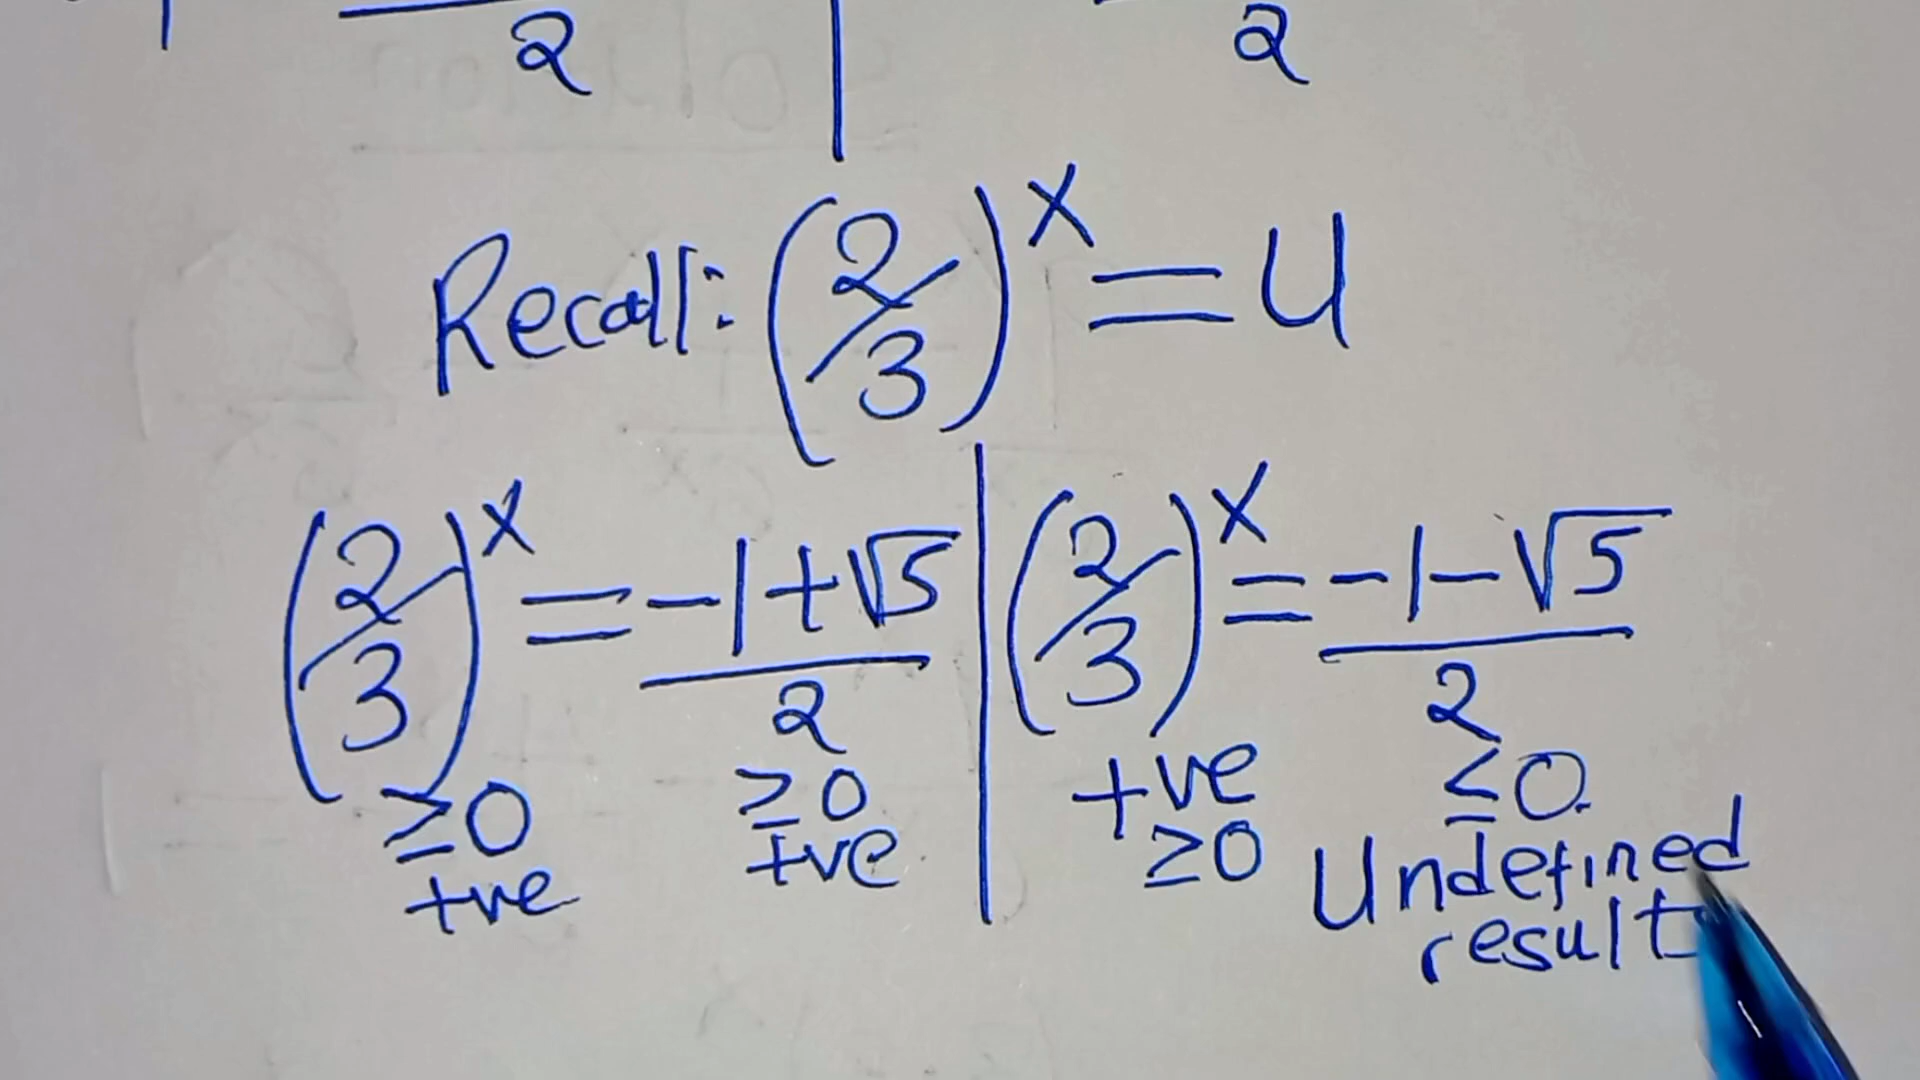 2 | 2
Recall: (2/3)^x = U
(2/3)^x = (-1+√5)/2 | (2/3)^x = (-1-√5)/2
≥0 ≥0 +ve ≤0.
+ve +ve ≥0 Undefined
result